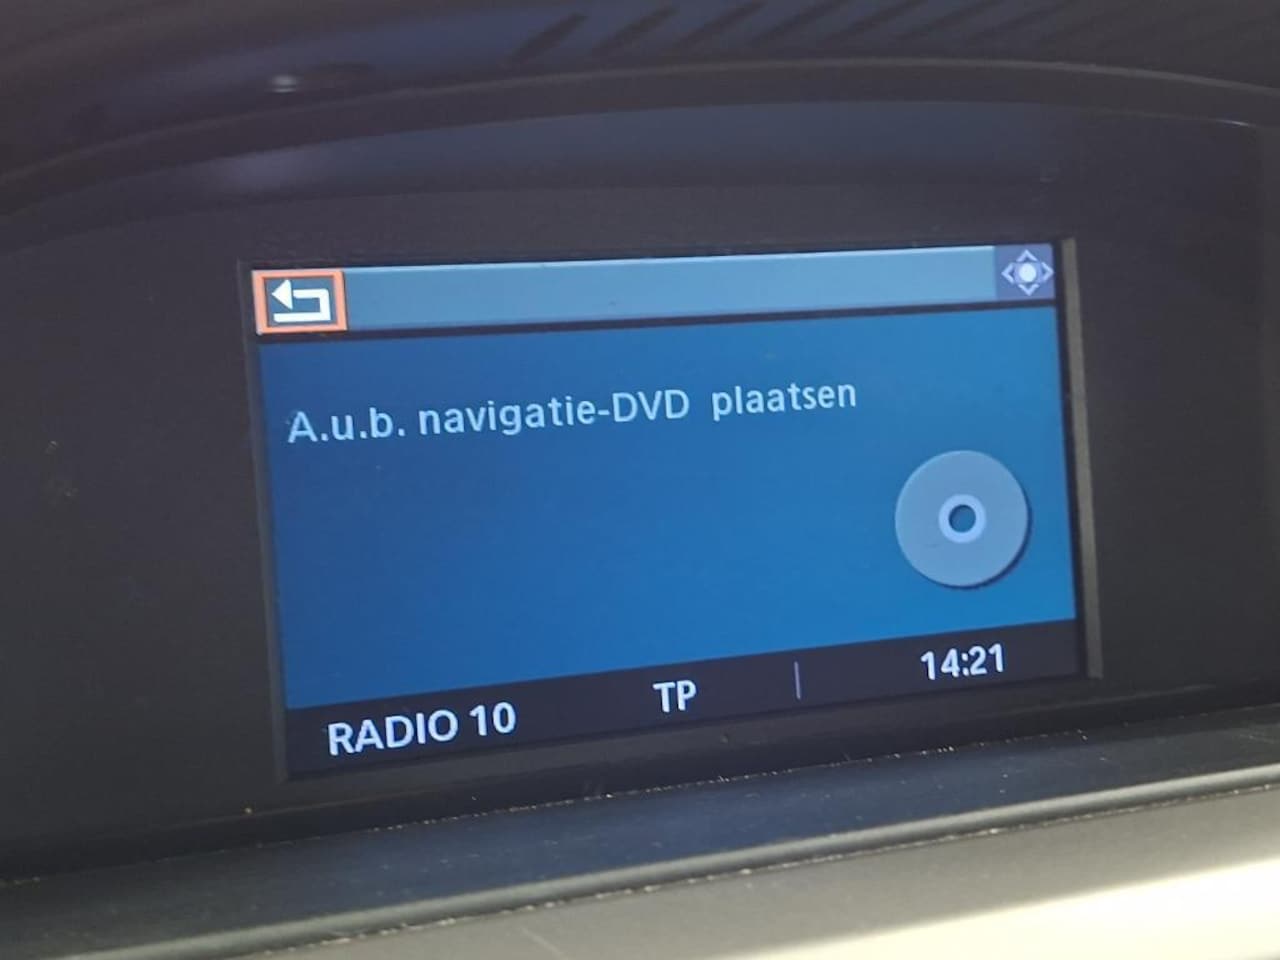 A.u.b. navigatie-DVD plaatsen
RADIO 10 TP 14:21